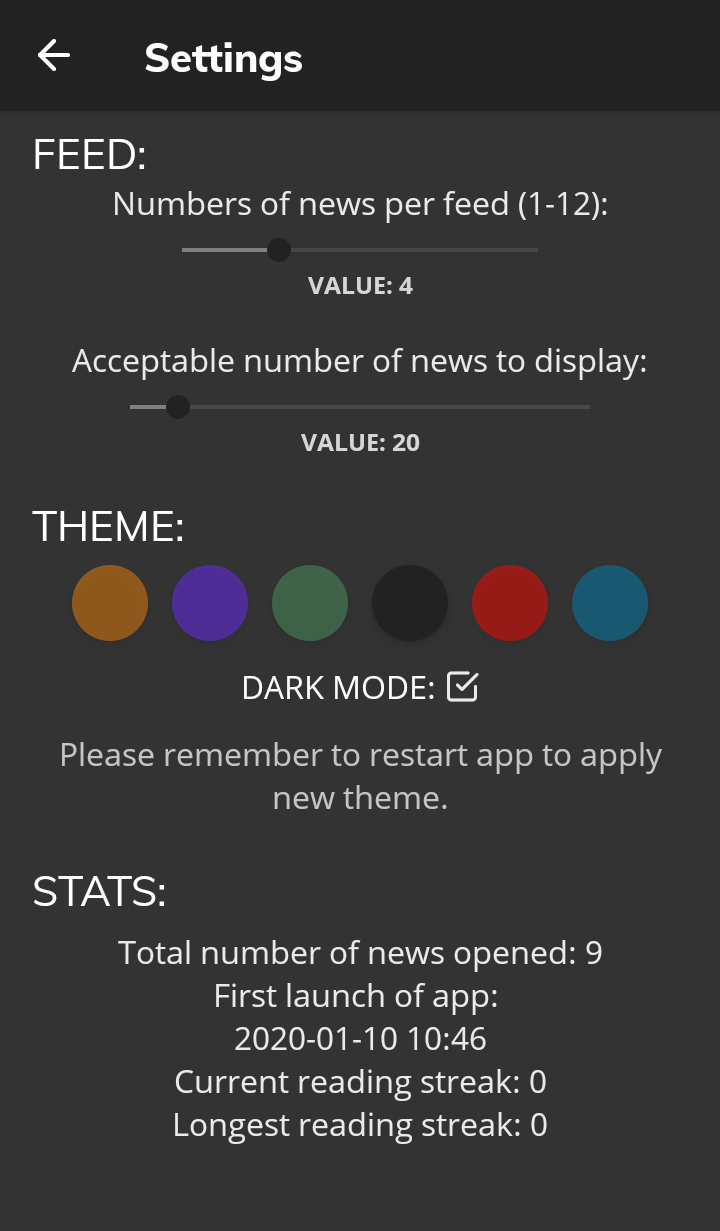 Settings
FEED:
Numbers of news per feed (1-12):
VALUE: 4
Acceptable number of news to display:
VALUE: 20
THEME:
DARK MODE:
Please remember to restart app to apply
new theme.
STATS:
Total number of news opened: 9
First launch of app:
2020-01-10 10:46
Current reading streak: 0
Longest reading streak: 0